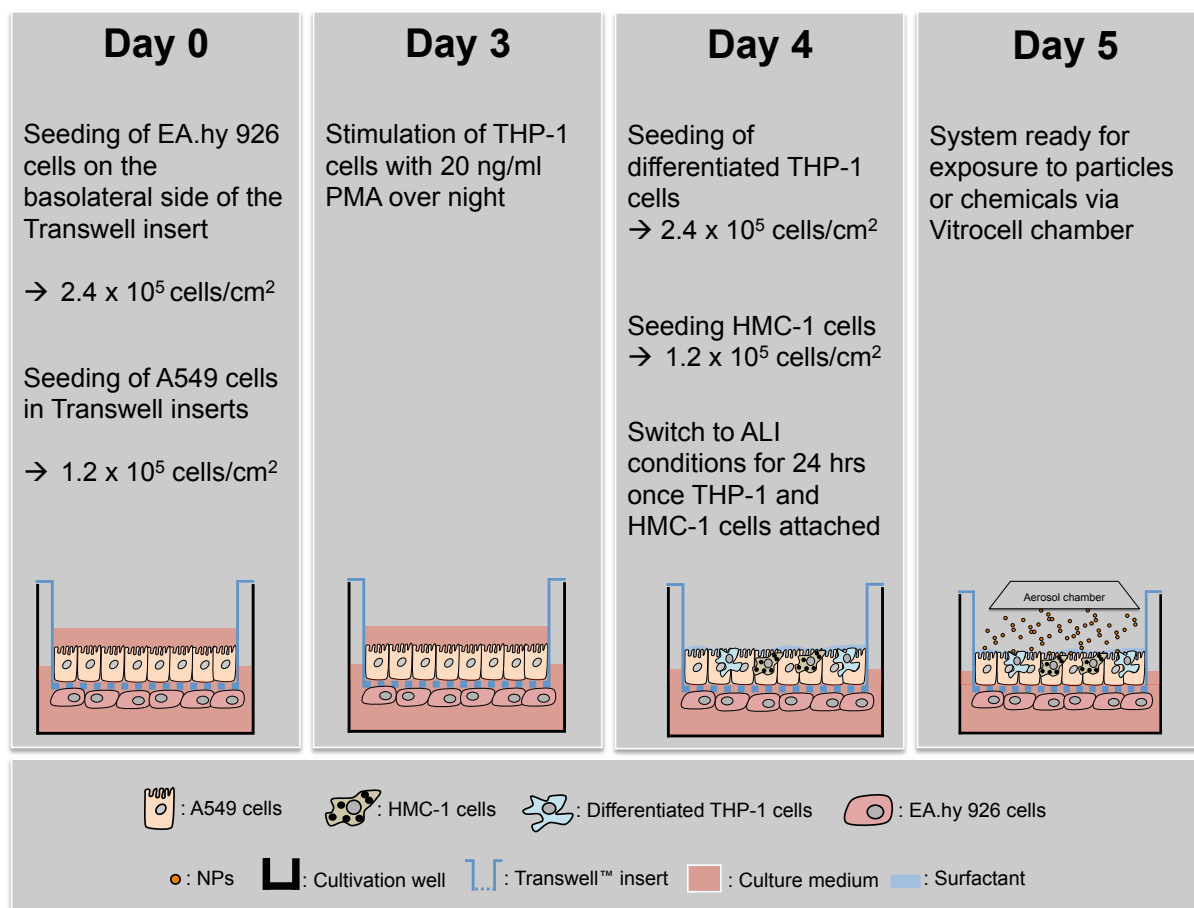 Day 0
Seeding of EA.hy 926
cells on the
basolateral side of the
Transwell insert
→ 2.4 x 10⁵ cells/cm²
Seeding of A549 cells
in Transwell inserts
→ 1.2 x 10⁵ cells/cm²
Day 3
Stimulation of THP-1
cells with 20 ng/ml
PMA over night
Day 4
Seeding of
differentiated THP-1
cells
→ 2.4 x 10⁵ cells/cm²
Seeding HMC-1 cells
→ 1.2 x 10⁵ cells/cm²
Switch to ALI
conditions for 24 hrs
once THP-1 and
HMC-1 cells attached
Day 5
System ready for
exposure to particles
or chemicals via
Vitrocell chamber
Aerosol chamber
: A549 cells
: HMC-1 cells
: Differentiated THP-1 cells
: EA.hy 926 cells
: NPs
: Cultivation well
: Transwell™ insert
: Culture medium
: Surfactant